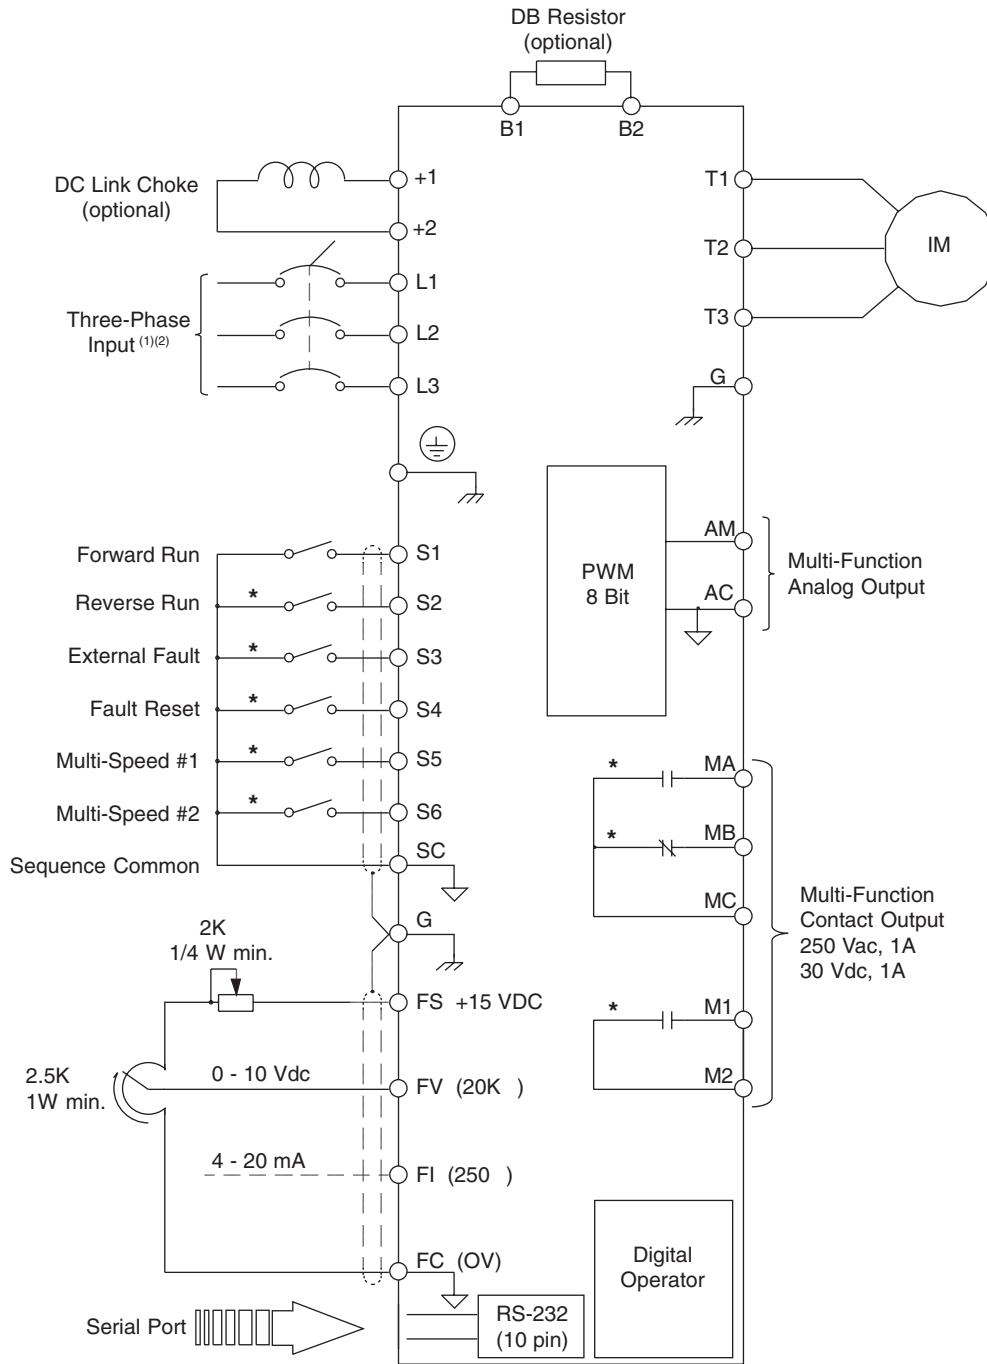 DB Resistor
(optional)
B1
B2
DC Link Choke
(optional)
+1
+2
Three-Phase
Input (1)(2)
L1
L2
L3
T1
T2
T3
IM
G
Forward Run
S1
Reverse Run
*
S2
External Fault
*
S3
Fault Reset
*
S4
Multi-Speed #1
*
S5
Multi-Speed #2
*
S6
Sequence Common
SC
G
PWM
8 Bit
AM
AC
Multi-Function
Analog Output
*
MA
*
MB
MC
*
M1
M2
Multi-Function
Contact Output
250 Vac, 1A
30 Vdc, 1A
2K
1/4 W min.
FS +15 VDC
2.5K
1W min.
0 - 10 Vdc
FV (20K )
4 - 20 mA
FI (250 )
FC (OV)
Serial Port
RS-232
(10 pin)
Digital
Operator